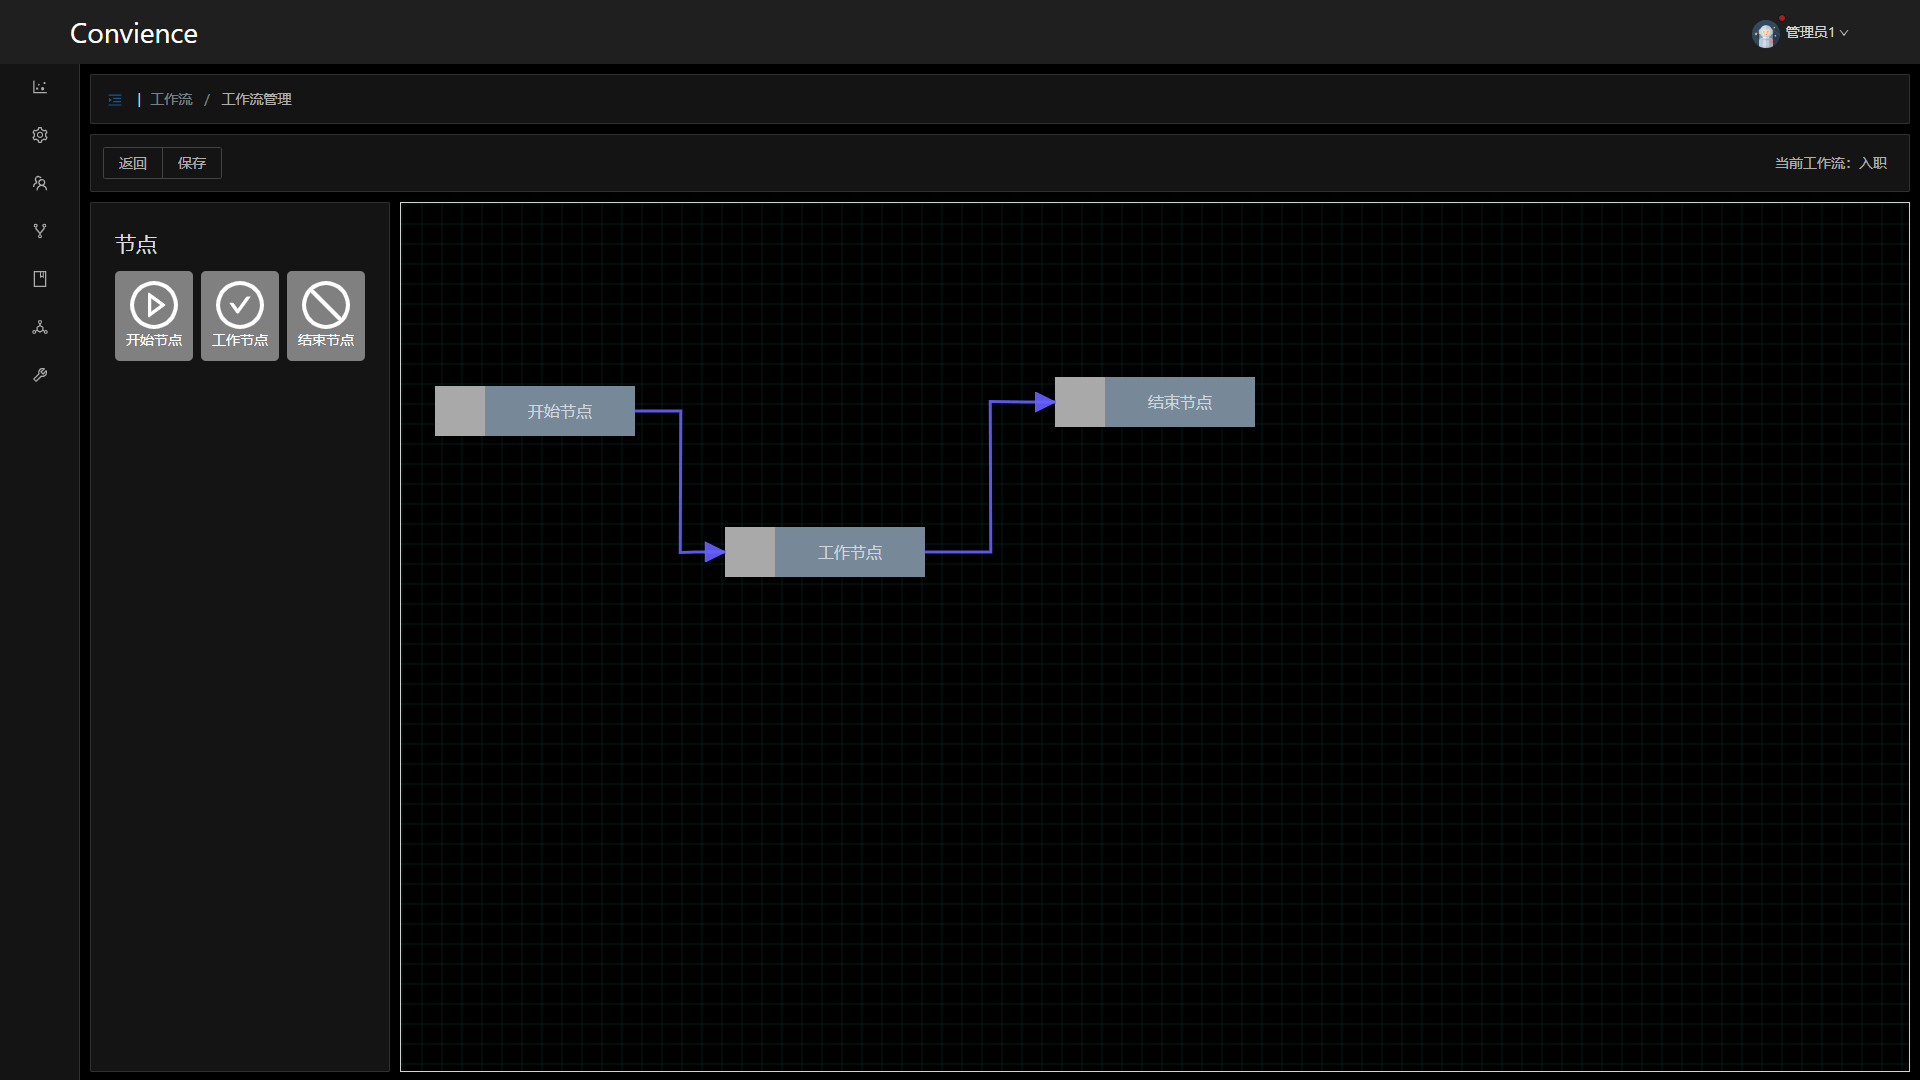 Convience
管理员1
| 工作流 / 工作流管理
返回 保存
当前工作流：入职
节点
开始节点 工作节点 结束节点
开始节点
结束节点
工作节点